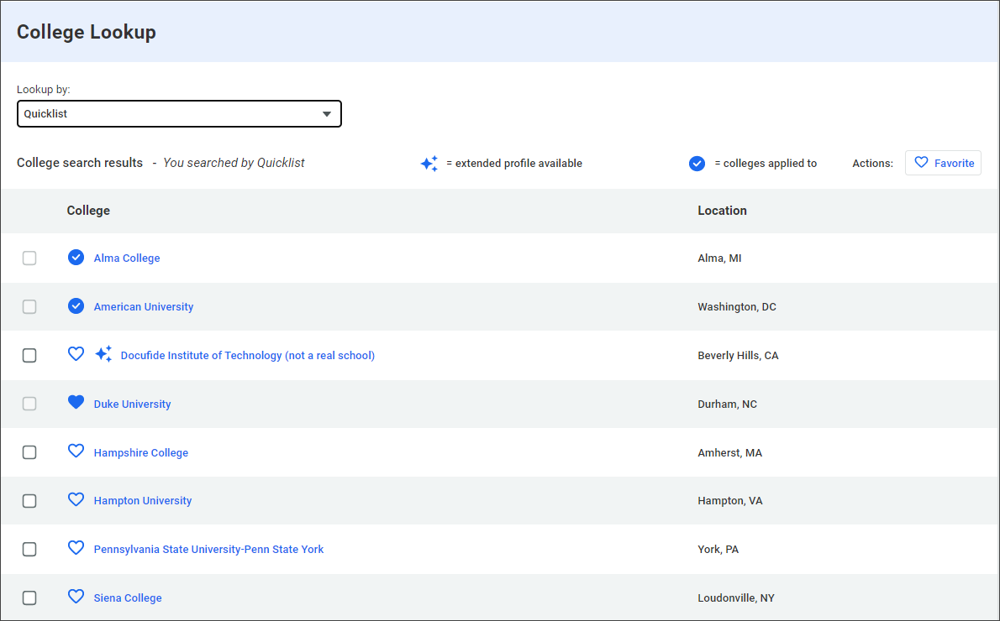 College Lookup
Lookup by:
Quicklist
College search results - You searched by Quicklist = extended profile available = colleges applied to Actions: Favorite
College Location
Alma College Alma, MI
American University Washington, DC
Docufide Institute of Technology (not a real school) Beverly Hills, CA
Duke University Durham, NC
Hampshire College Amherst, MA
Hampton University Hampton, VA
Pennsylvania State University-Penn State York York, PA
Siena College Loudonville, NY